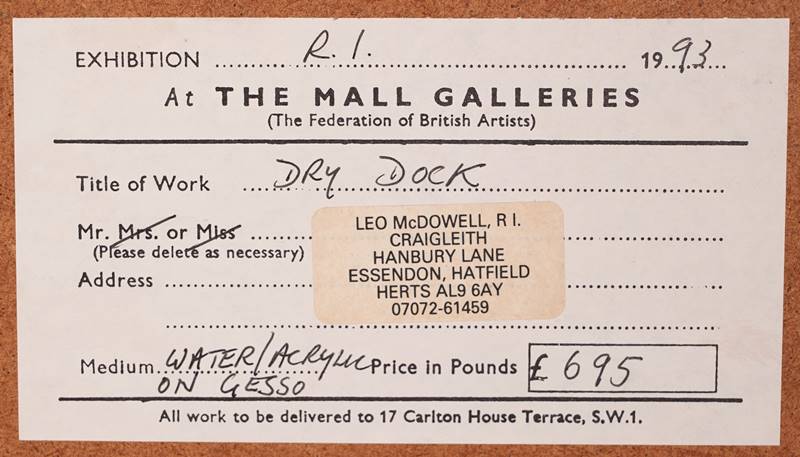 EXHIBITION R.I. 1993
At THE MALL GALLERIES
(The Federation of British Artists)
Title of Work DRY DOCK
Mr. Mrs. or Miss
(Please delete as necessary)
Address
LEO McDOWELL, R I.
CRAIGLEITH
HANBURY LANE
ESSENDON, HATFIELD
HERTS AL9 6AY
07072-61459
Medium WATER/ACRYLIC Price in Pounds £695
ON GESSO
All work to be delivered to 17 Carlton House Terrace, S.W.1.